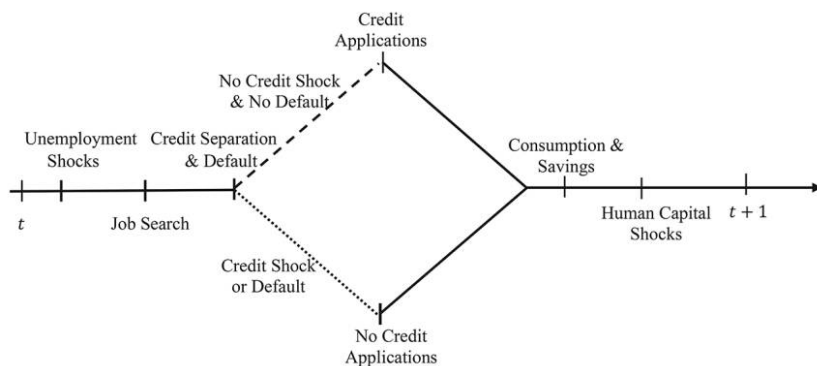 Credit
Applications
No Credit Shock
& No Default
Unemployment
Shocks
Credit Separation
& Default
Consumption &
Savings
t
Job Search
Human Capital
Shocks
t + 1
Credit Shock
or Default
No Credit
Applications